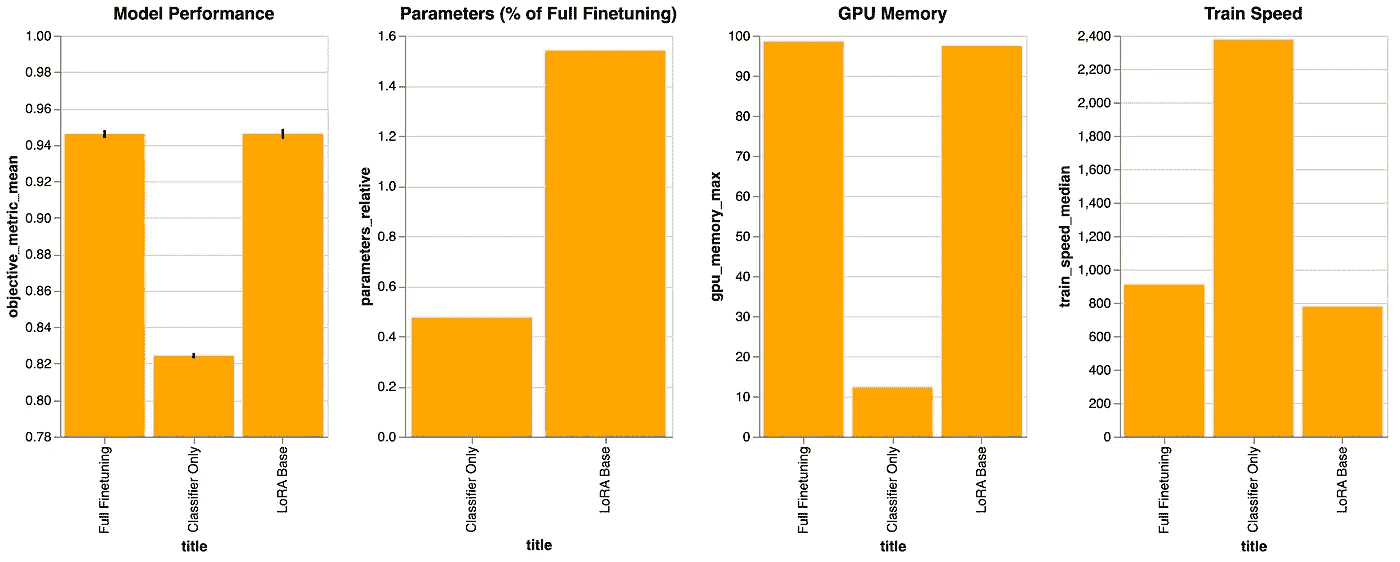 Model Performance
objective_metric_mean
1.00
0.98
0.96
0.94
0.92
0.90
0.88
0.86
0.84
0.82
0.80
0.78
Full Finetuning
Classifier Only
LoRA Base
title
Parameters (% of Full Finetuning)
parameters_relative
1.6
1.4
1.2
1.0
0.8
0.6
0.4
0.2
0.0
Classifier Only
LoRA Base
title
GPU Memory
gpu_memory_max
100
90
80
70
60
50
40
30
20
10
0
Full Finetuning
Classifier Only
LoRA Base
title
Train Speed
train_speed_median
2,400
2,200
2,000
1,800
1,600
1,400
1,200
1,000
800
600
400
200
0
Full Finetuning
Classifier Only
LoRA Base
title